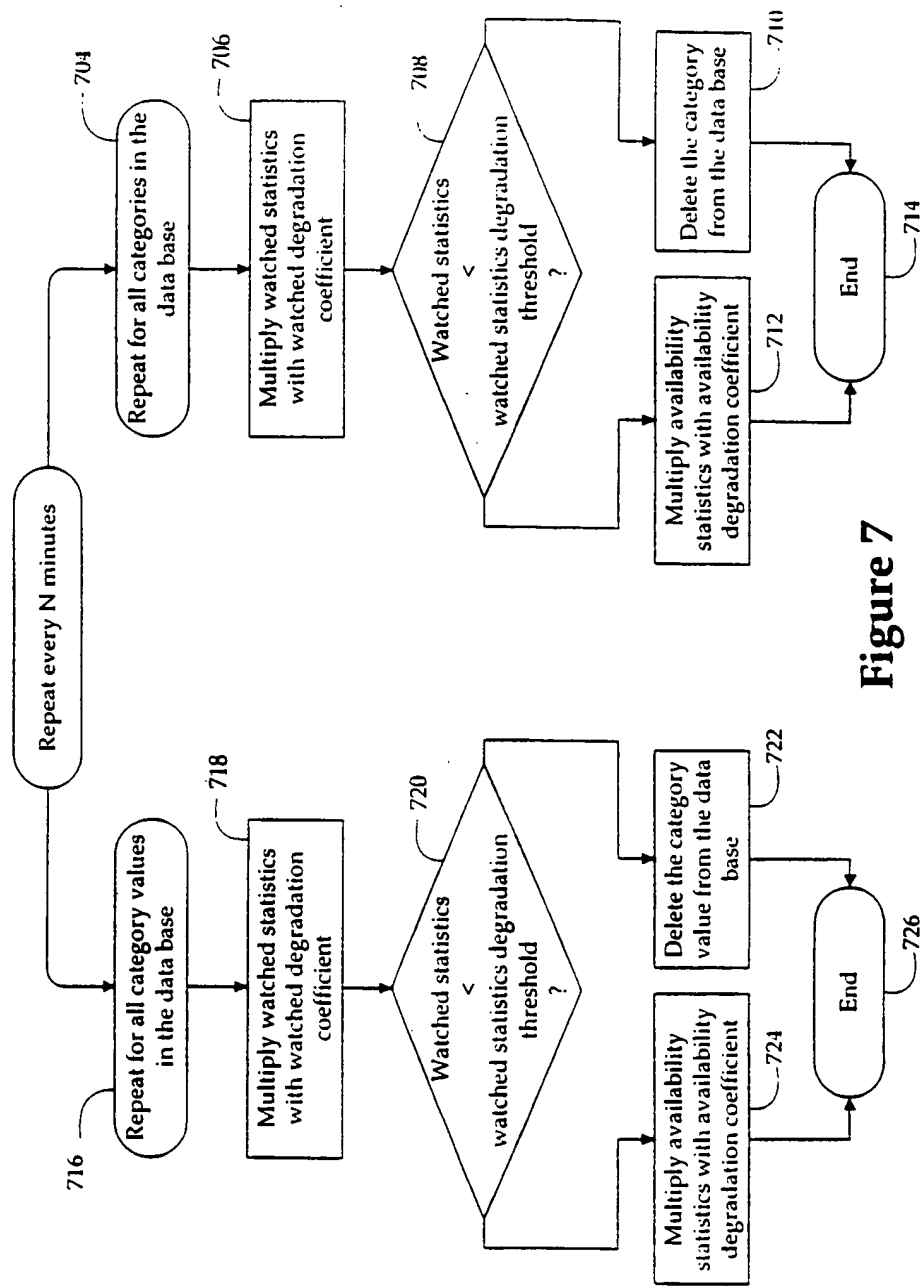 Repeat every N minutes
716
Repeat for all category values
in the data base
718
Multiply watched statistics
with watched degradation
coefficient
720
Watched statistics
<
watched statistics degradation
threshold
?
724
Multiply availability
statistics with availability
degradation coefficient
722
Delete the category
value from the data
base
End
726
704
Repeat for all categories in the
data base
706
Multiply watched statistics
with watched degradation
coefficient
708
Watched statistics
<
watched statistics degradation
threshold
?
712
Multiply availability
statistics with availability
degradation coefficient
710
Delete the category
from the data base
End
714
Figure 7